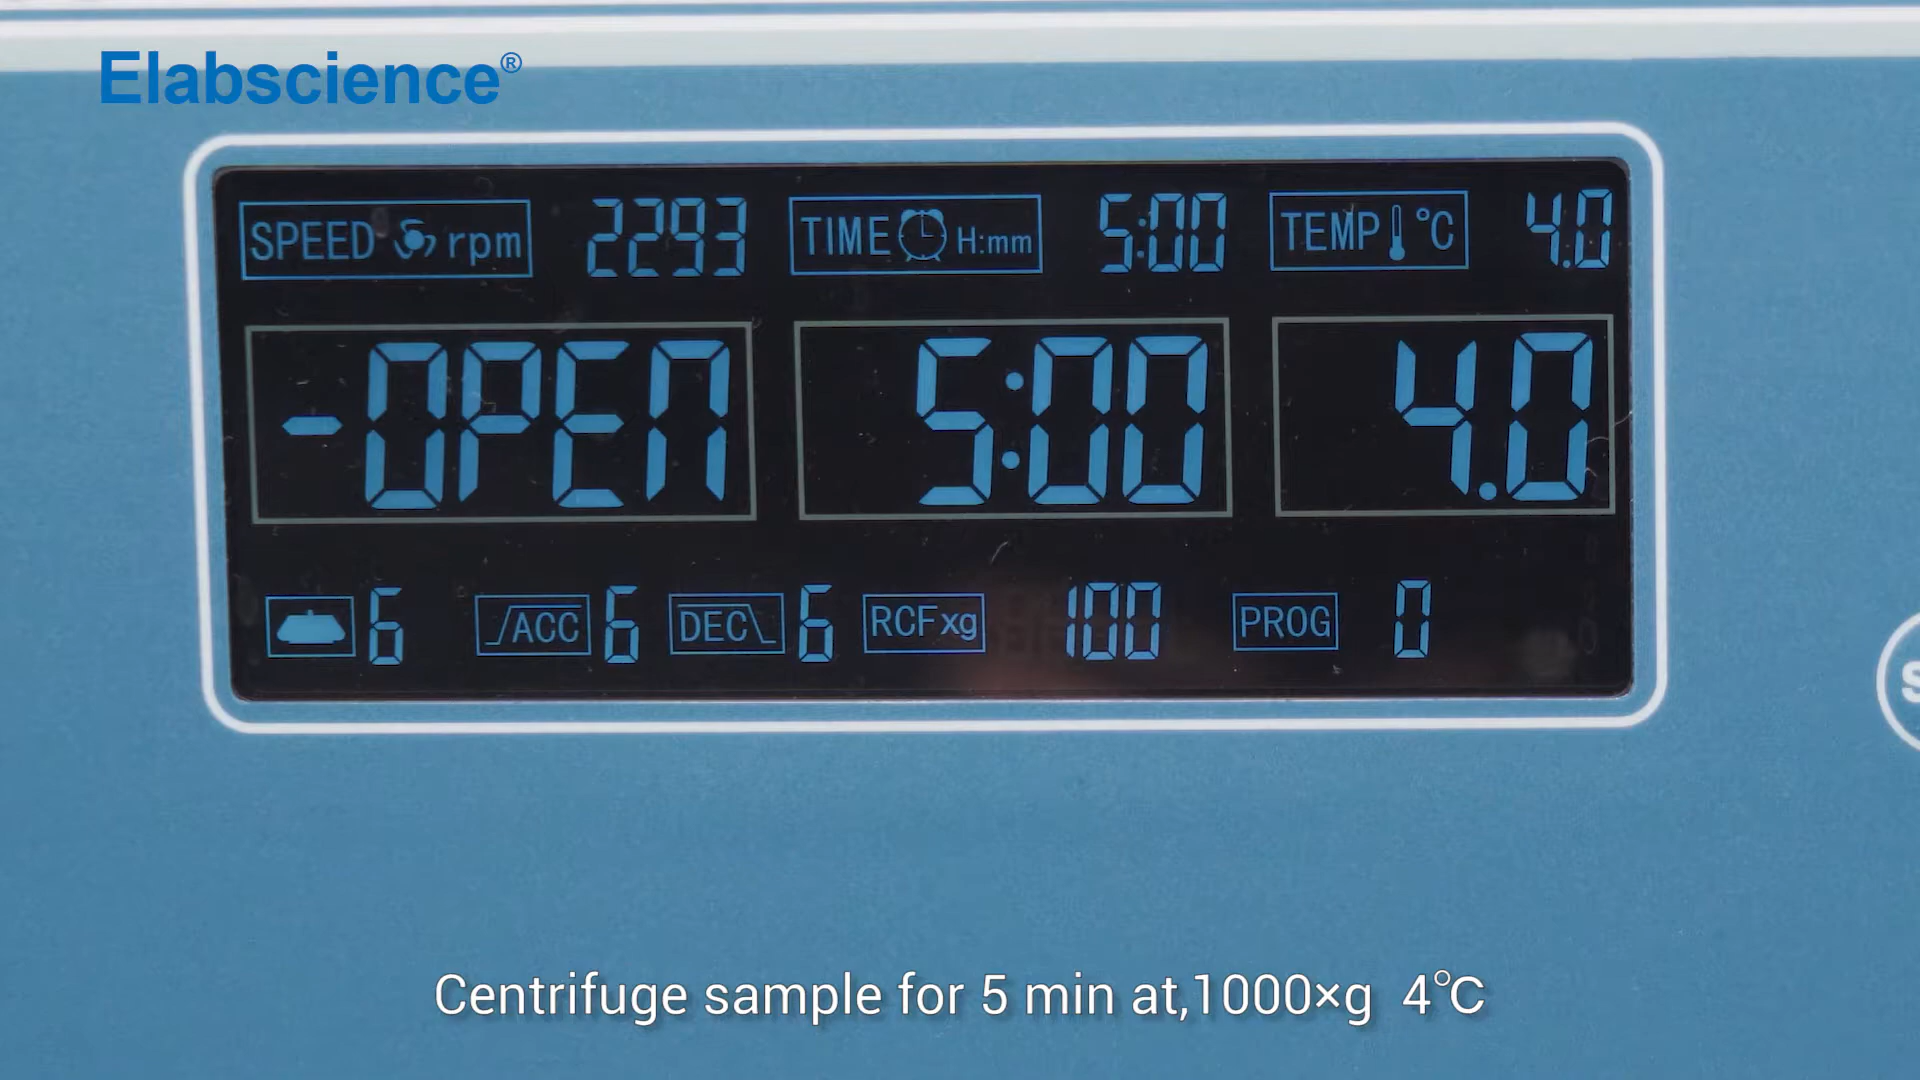 Elabscience®
SPEED rpm 2293 TIME H:mm 5:00 TEMP °C 4.0
-OPEN 5:00 4.0
6 ACC 6 DEC 6 RCFxg 100 PROG 0
Centrifuge sample for 5 min at,1000×g 4℃